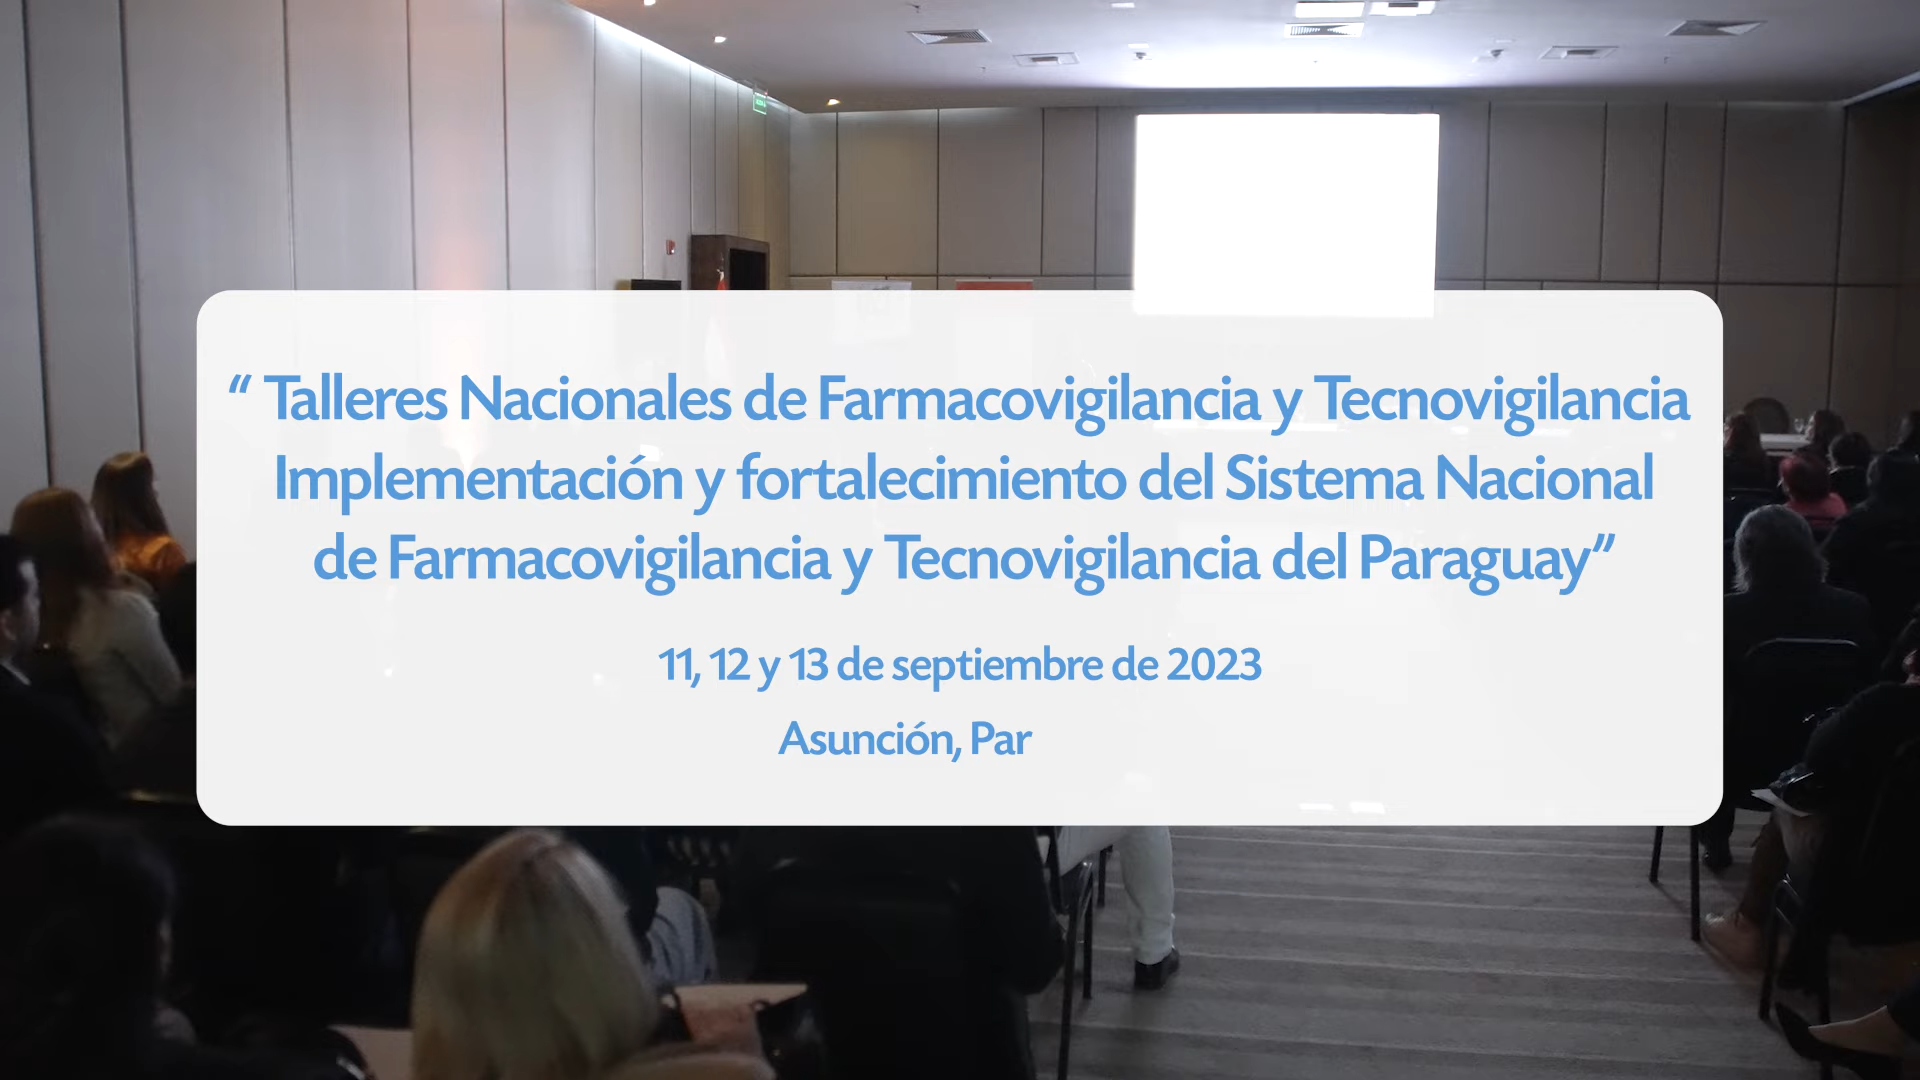 “ Talleres Nacionales de Farmacovigilancia y Tecnovigilancia
Implementación y fortalecimiento del Sistema Nacional
de Farmacovigilancia y Tecnovigilancia del Paraguay”
11, 12 y 13 de septiembre de 2023
Asunción, Par